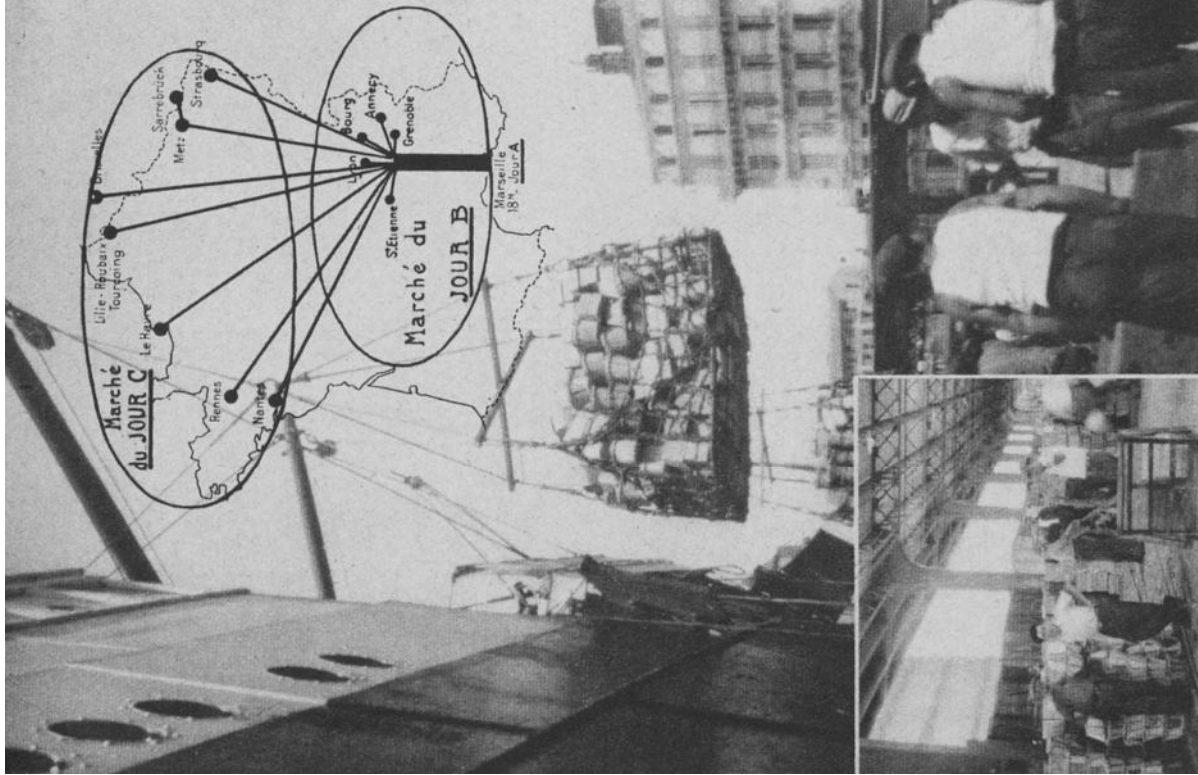 Marché
du JOUR C
Bruxelles
Lille-Roubaix
Tourcoing
Le Havre
Sarrebrück
Metz
Strasbourg
Rennes
Nantes
Lyon
Bourg
Annecy
St Etienne
Grenoble
Marché du
JOUR B
Marseille
18H. Jour A